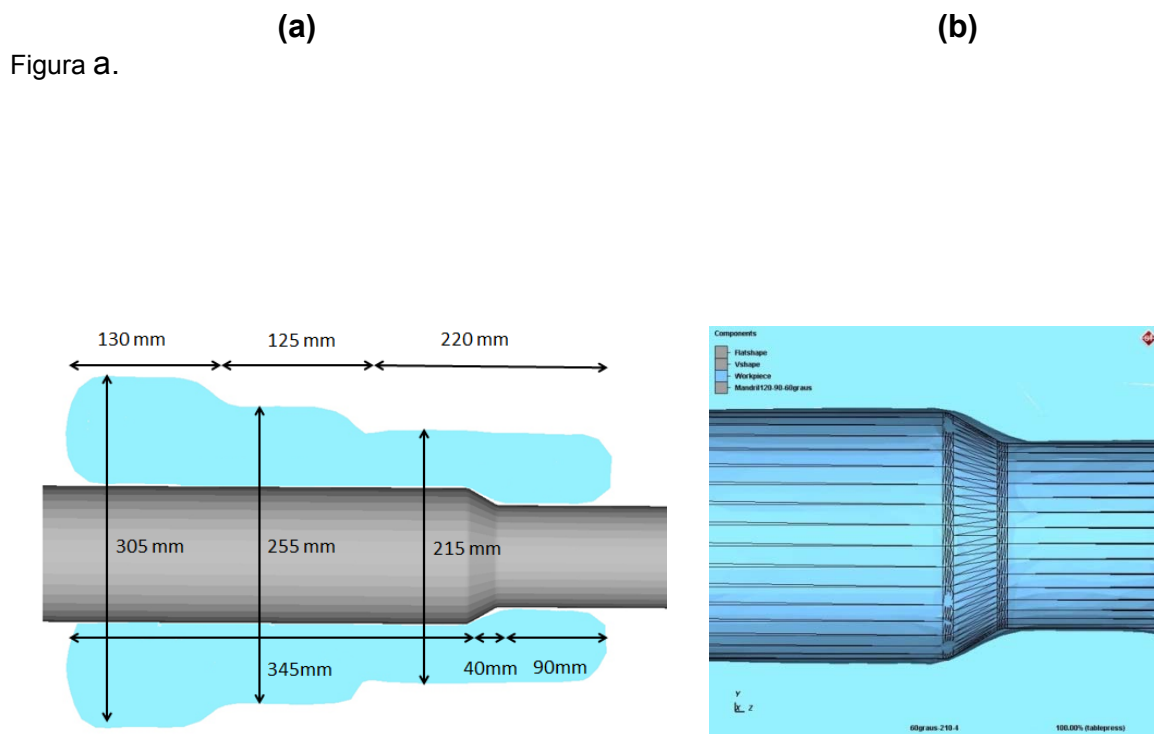 (a)
(b)
Figura a.
130 mm
125 mm
220 mm
305 mm
255 mm
215 mm
345mm
40mm
90mm
Components
Flatshape
Vshape
Workpiece
Mandril120-90-60graus
Y
X Z
60graus-210-4
100.00% (tablepress)